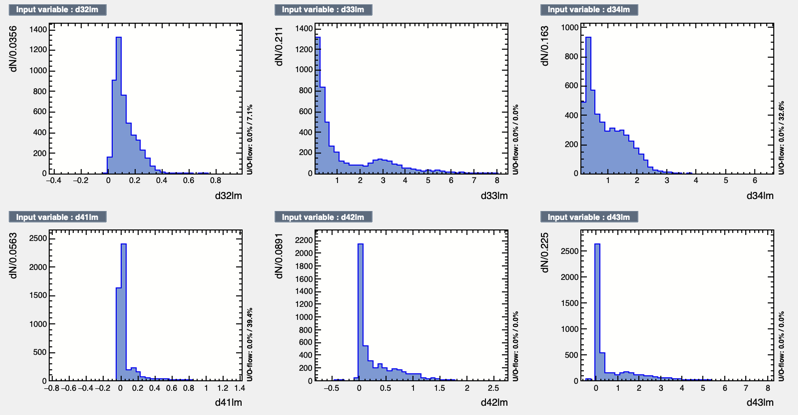 Input variable : d32lm
Input variable : d33lm
Input variable : d34lm
dN/0.0356
1400
1200
1000
800
600
400
200
0
−0.4 −0.2 0 0.2 0.4 0.6 0.8
d32lm
U/O-flow: 0.0% / 7.1%
dN/0.211
1400
1200
1000
800
600
400
200
0
1 2 3 4 5 6 7 8
d33lm
U/O-flow: 0.0% / 0.0%
dN/0.163
1000
800
600
400
200
0
1 2 3 4 5 6
d34lm
U/O-flow: 0.0% / 32.6%
Input variable : d41lm
Input variable : d42lm
Input variable : d43lm
dN/0.0563
2500
2000
1500
1000
500
0
−0.8 −0.6 −0.4 −0.2 0 0.2 0.4 0.6 0.8 1 1.2 1.4
d41lm
U/O-flow: 0.0% / 39.4%
dN/0.0891
2200
2000
1800
1600
1400
1200
1000
800
600
400
200
0
−0.5 0 0.5 1 1.5 2 2.5
d42lm
U/O-flow: 0.0% / 0.0%
dN/0.225
2500
2000
1500
1000
500
0
0 1 2 3 4 5 6 7 8
d43lm
U/O-flow: 0.0% / 0.0%